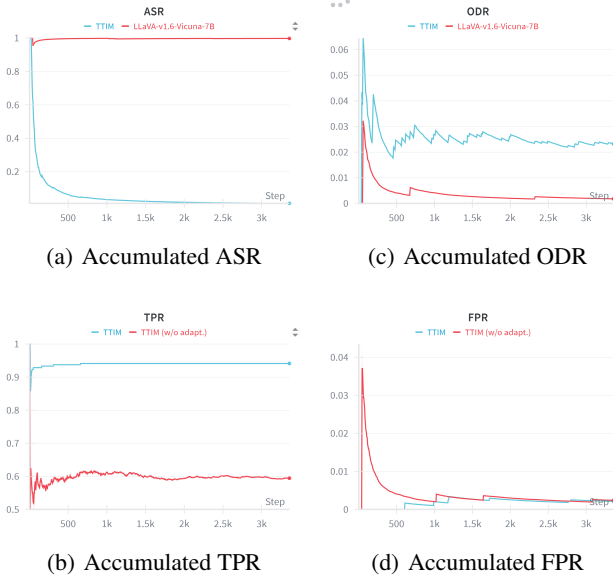 ASR
TTIM LLaVA-v1.6-Vicuna-7B
1
0.8
0.6
0.4
0.2
Step
500 1k 1.5k 2k 2.5k 3k
(a) Accumulated ASR
ODR
TTIM LLaVA-v1.6-Vicuna-7B
0.06
0.05
0.04
0.03
0.02
0.01
0
Step
500 1k 1.5k 2k 2.5k 3k
(c) Accumulated ODR
TPR
TTIM TTIM (w/o adapt.)
1
0.9
0.8
0.7
0.6
0.5
Step
500 1k 1.5k 2k 2.5k 3k
(b) Accumulated TPR
FPR
TTIM TTIM (w/o adapt.)
0.04
0.03
0.02
0.01
0
Step
500 1k 1.5k 2k 2.5k 3k
(d) Accumulated FPR